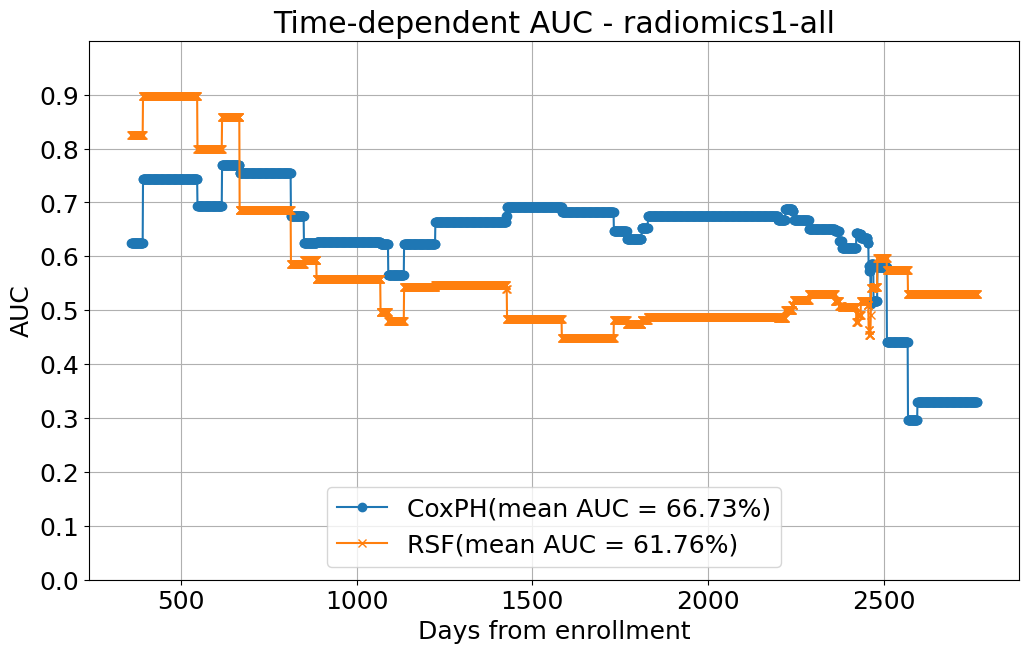 Time-dependent AUC - radiomics1-all
AUC
0.9
0.8
0.7
0.6
0.5
0.4
0.3
0.2
0.1
0.0
CoxPH(mean AUC = 66.73%)
RSF(mean AUC = 61.76%)
500 1000 1500 2000 2500
Days from enrollment